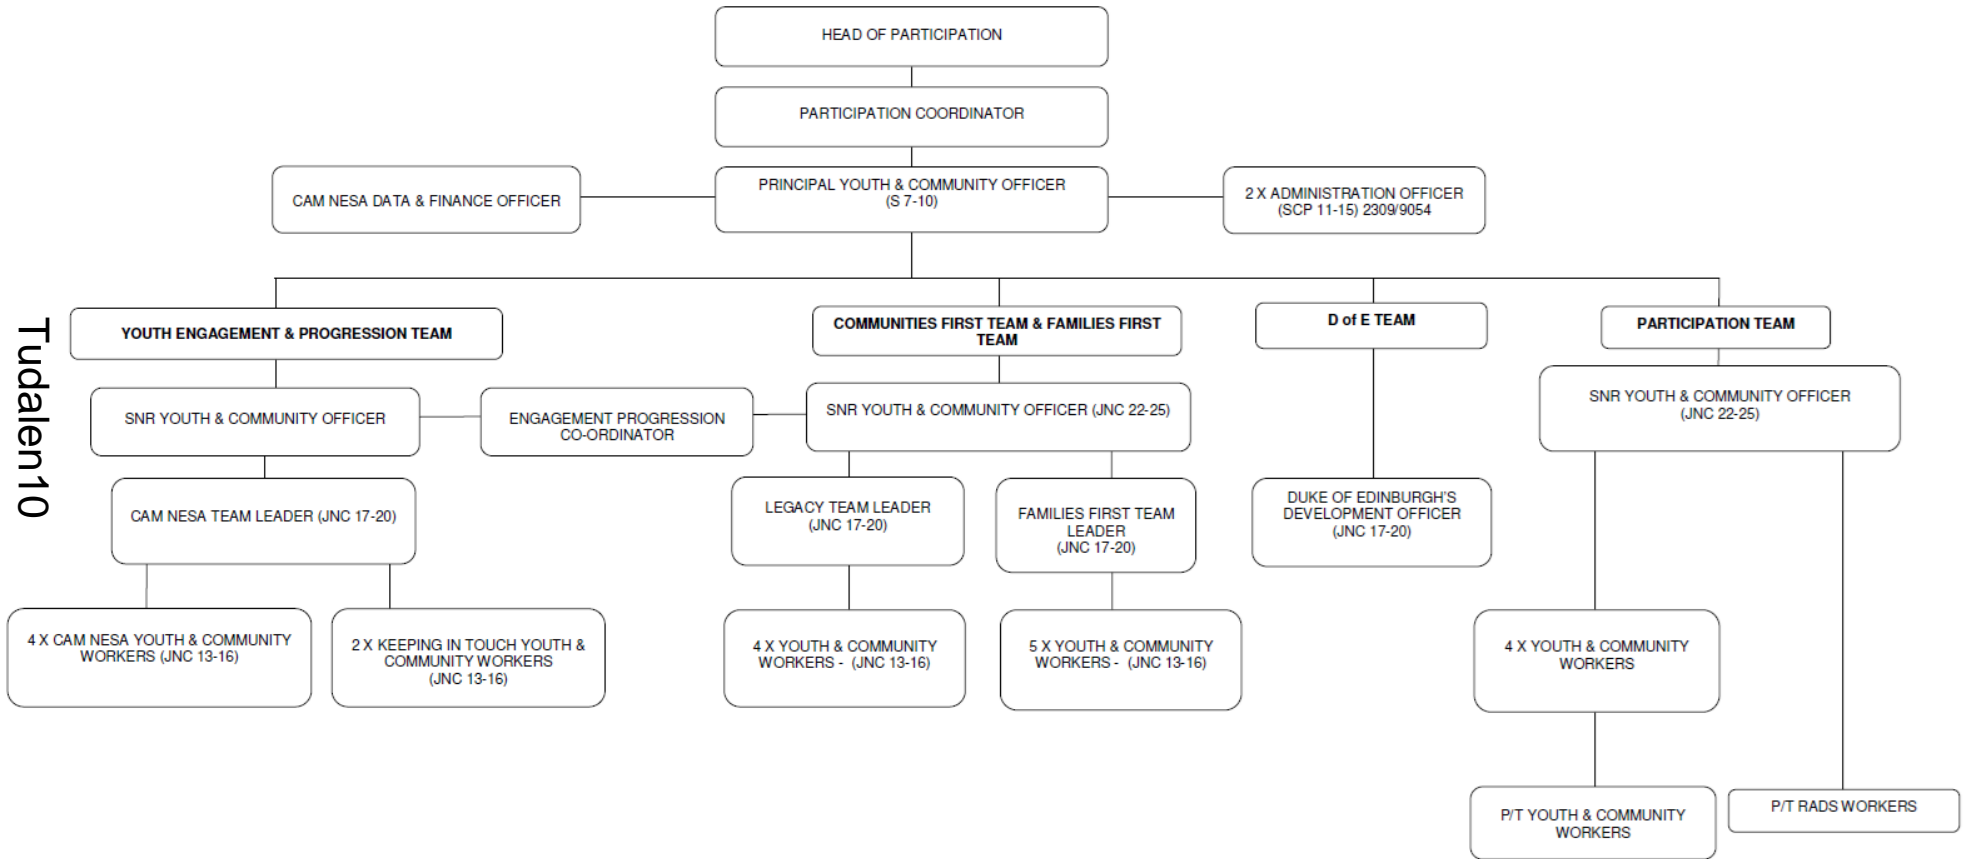 HEAD OF PARTICIPATION
PARTICIPATION COORDINATOR
CAM NESA DATA & FINANCE OFFICER
PRINCIPAL YOUTH & COMMUNITY OFFICER
(S 7-10)
2 X ADMINISTRATION OFFICER
(SCP 11-15) 2309/9054
Tudalen10
YOUTH ENGAGEMENT & PROGRESSION TEAM
COMMUNITIES FIRST TEAM & FAMILIES FIRST
TEAM
D of E TEAM
PARTICIPATION TEAM
SNR YOUTH & COMMUNITY OFFICER
ENGAGEMENT PROGRESSION
CO-ORDINATOR
SNR YOUTH & COMMUNITY OFFICER (JNC 22-25)
SNR YOUTH & COMMUNITY OFFICER
(JNC 22-25)
CAM NESA TEAM LEADER (JNC 17-20)
LEGACY TEAM LEADER
(JNC 17-20)
FAMILIES FIRST TEAM
LEADER
(JNC 17-20)
DUKE OF EDINBURGH'S
DEVELOPMENT OFFICER
(JNC 17-20)
4 X CAM NESA YOUTH & COMMUNITY
WORKERS (JNC 13-16)
2 X KEEPING IN TOUCH YOUTH &
COMMUNITY WORKERS
(JNC 13-16)
4 X YOUTH & COMMUNITY
WORKERS - (JNC 13-16)
5 X YOUTH & COMMUNITY
WORKERS - (JNC 13-16)
4 X YOUTH & COMMUNITY
WORKERS
P/T YOUTH & COMMUNITY
WORKERS
P/T RADS WORKERS